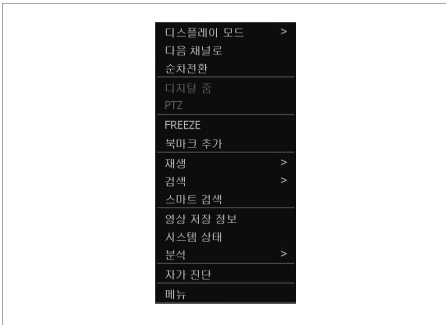 디스플레이 모드 >
다음 채널로
순차전환
디지털 줌
PTZ
FREEZE
북마크 추가
재생 >
검색 >
스마트 검색
영상 저장 정보
시스템 상태
분석 >
자가 진단
메뉴